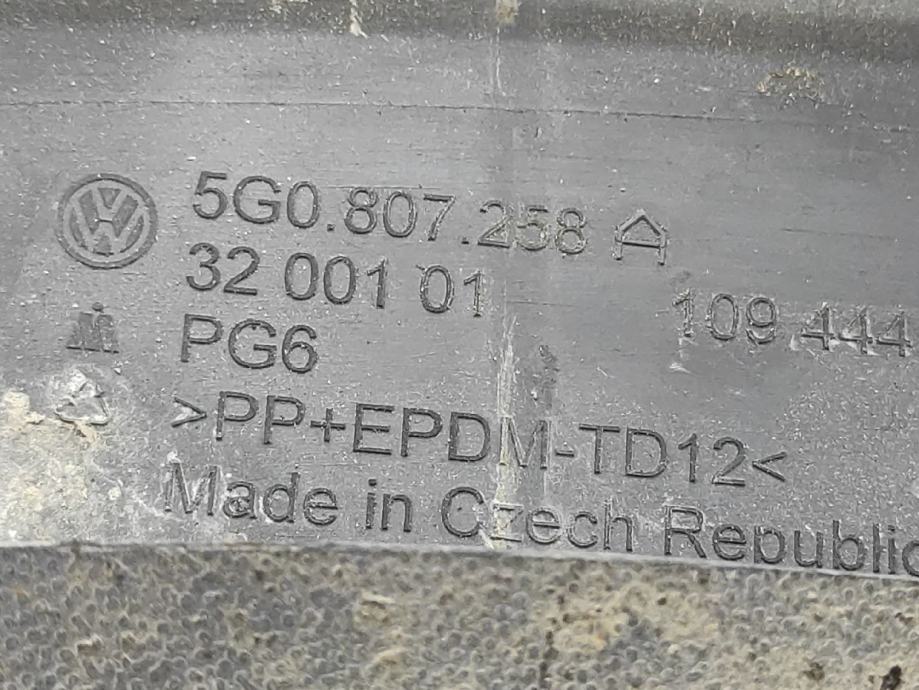 5G0.807.258 A
32 001 01
109 444
PG6
>PP+EPDM-TD12<
Made in Czech Republic